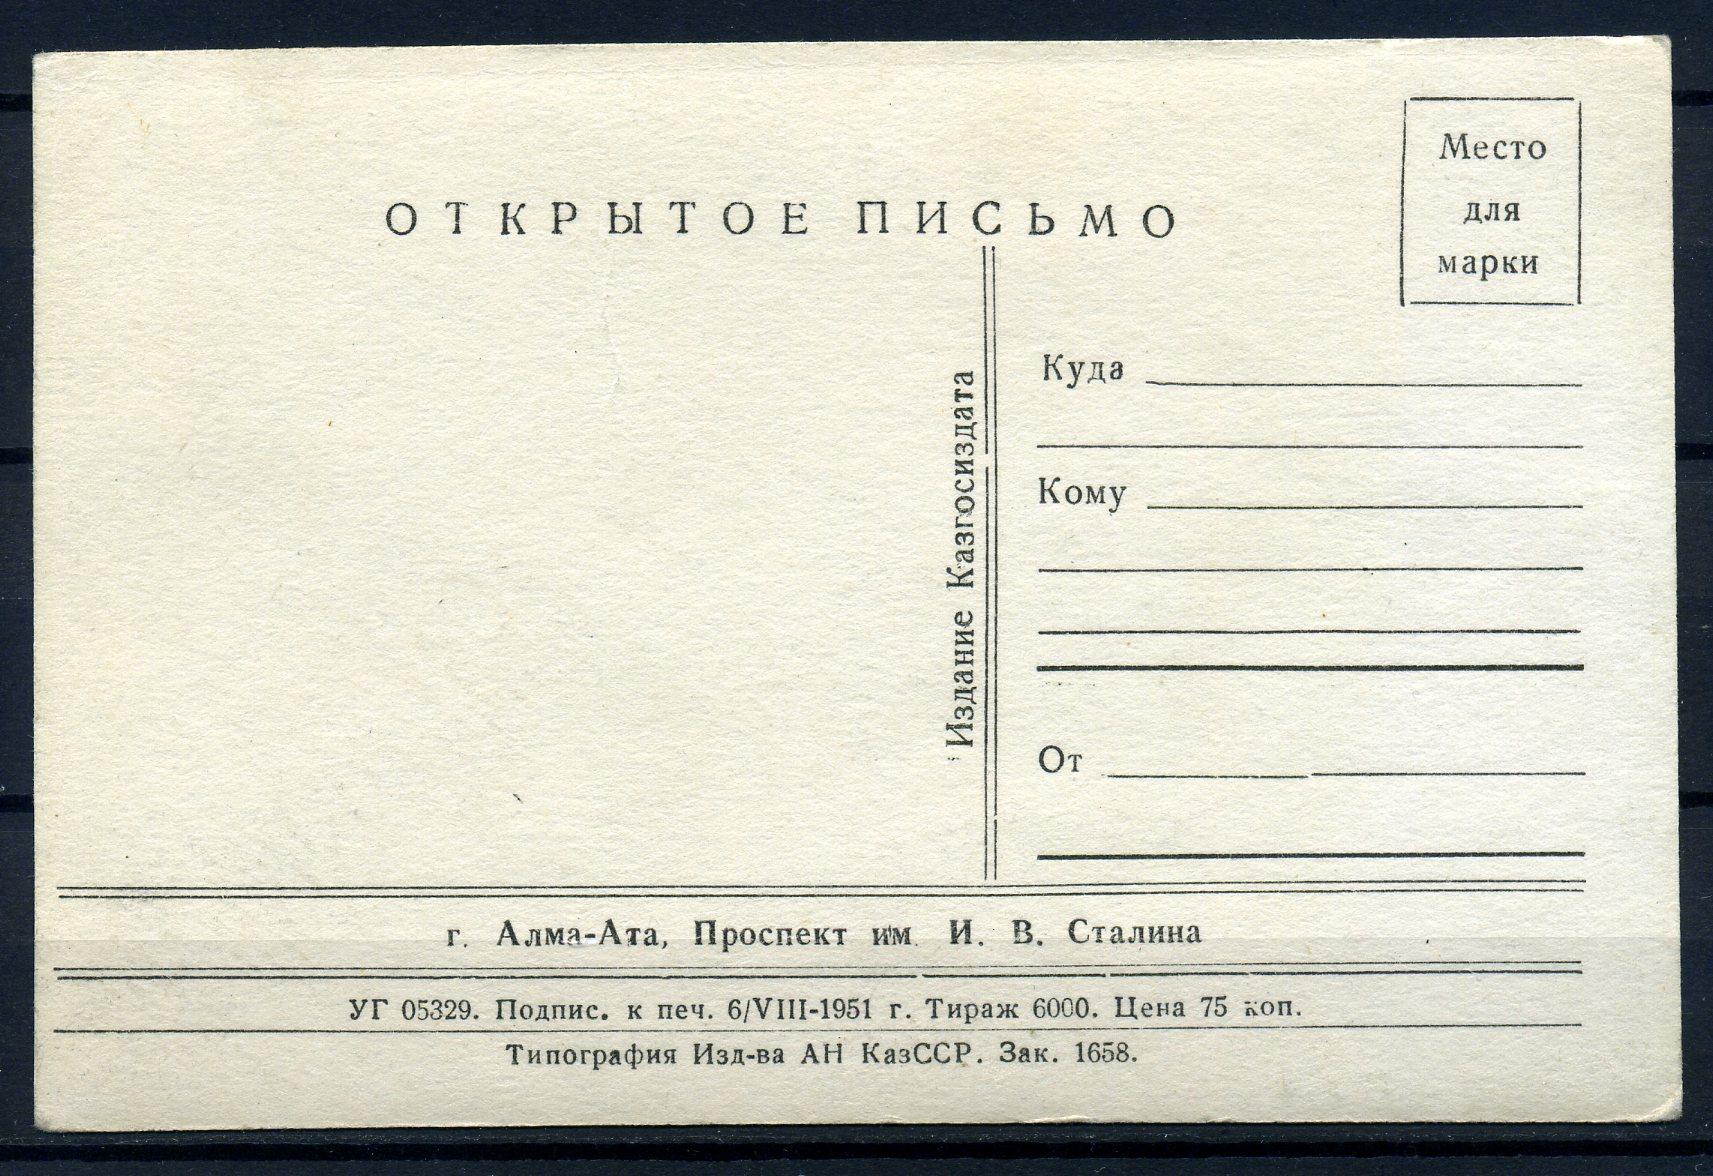 ОТКРЫТОЕ ПИСЬМО
Место
для
марки
Издание Казгосиздата
Куда
Кому
От
г. Алма-Ата, Проспект им. И. В. Сталина
УГ 05329. Подпис. к печ. 6/VIII-1951 г. Тираж 6000. Цена 75 коп.
Типография Изд-ва АН КазССР. Зак. 1658.